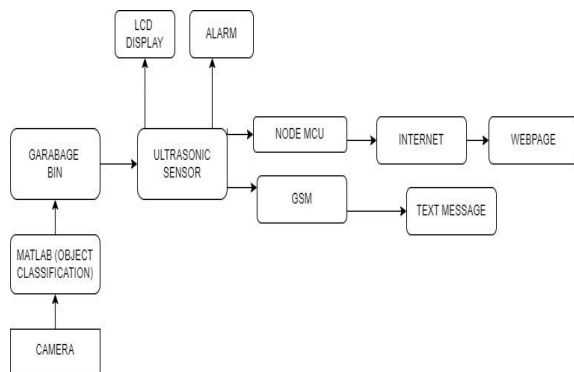 LCD
DISPLAY
ALARM
NODE MCU
INTERNET
WEBPAGE
GARABAGE
BIN
ULTRASONIC
SENSOR
GSM
TEXT MESSAGE
MATLAB (OBJECT
CLASSIFICATION)
CAMERA